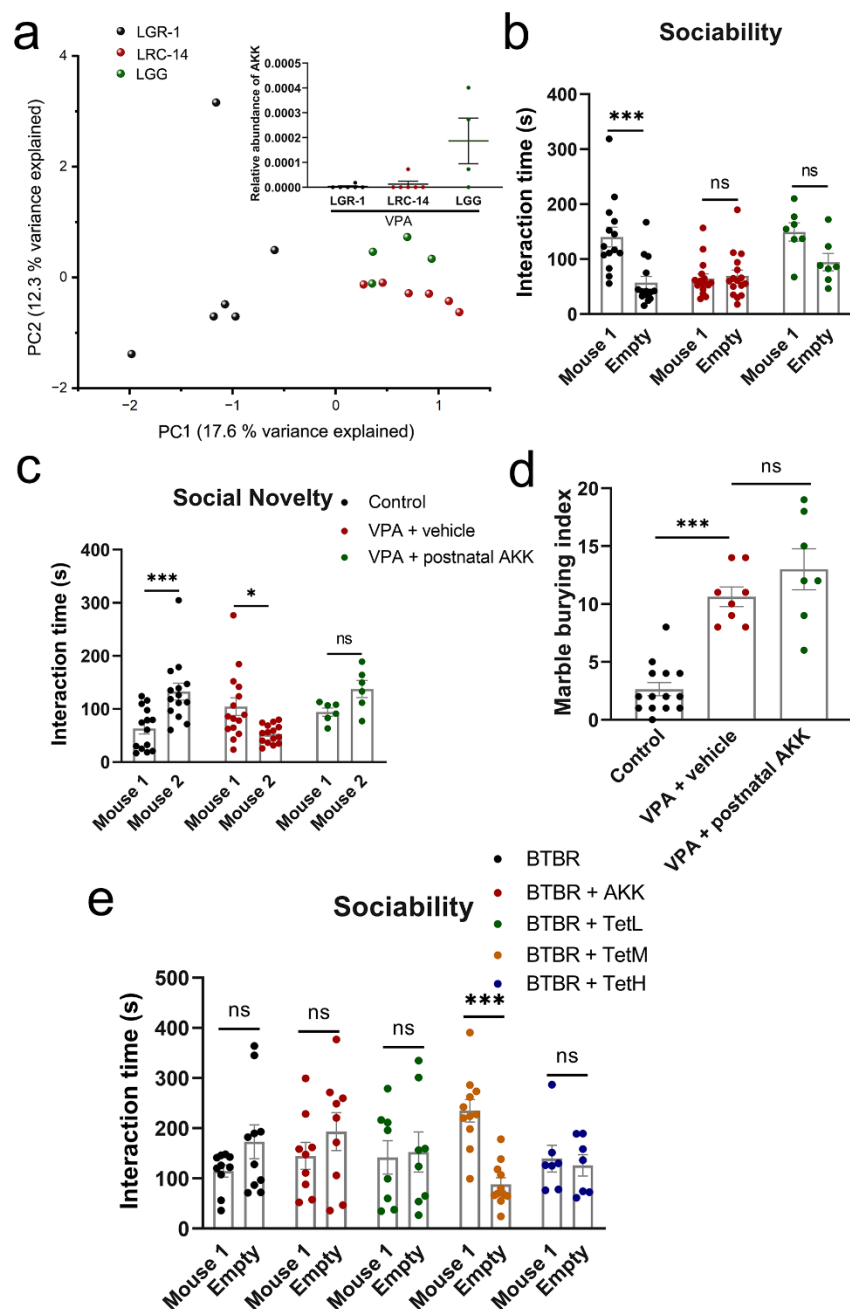 a
LGR-1
LRC-14
LGG
PC2 (12.3 % variance explained)
4
2
0
−2
−2
−1
0
1
PC1 (17.6 % variance explained)
Relative abundance of AKK
0.0005
0.0004
0.0003
0.0002
0.0001
0.0000
LGR-1
LRC-14
LGG
VPA
b
Sociability
Interaction time (s)
400
300
200
100
0
***
ns
ns
Mouse 1
Empty
Mouse 1
Empty
Mouse 1
Empty
c
Social Novelty
Control
VPA + vehicle
VPA + postnatal AKK
Interaction time (s)
400
300
200
100
0
***
*
ns
Mouse 1
Mouse 2
Mouse 1
Mouse 2
Mouse 1
Mouse 2
d
Marble burying index
20
15
10
5
0
***
ns
Control
VPA + vehicle
VPA + postnatal AKK
e
Sociability
BTBR
BTBR + AKK
BTBR + TetL
BTBR + TetM
BTBR + TetH
Interaction time (s)
500
400
300
200
100
0
ns
ns
ns
***
ns
Mouse 1
Empty
Mouse 1
Empty
Mouse 1
Empty
Mouse 1
Empty
Mouse 1
Empty